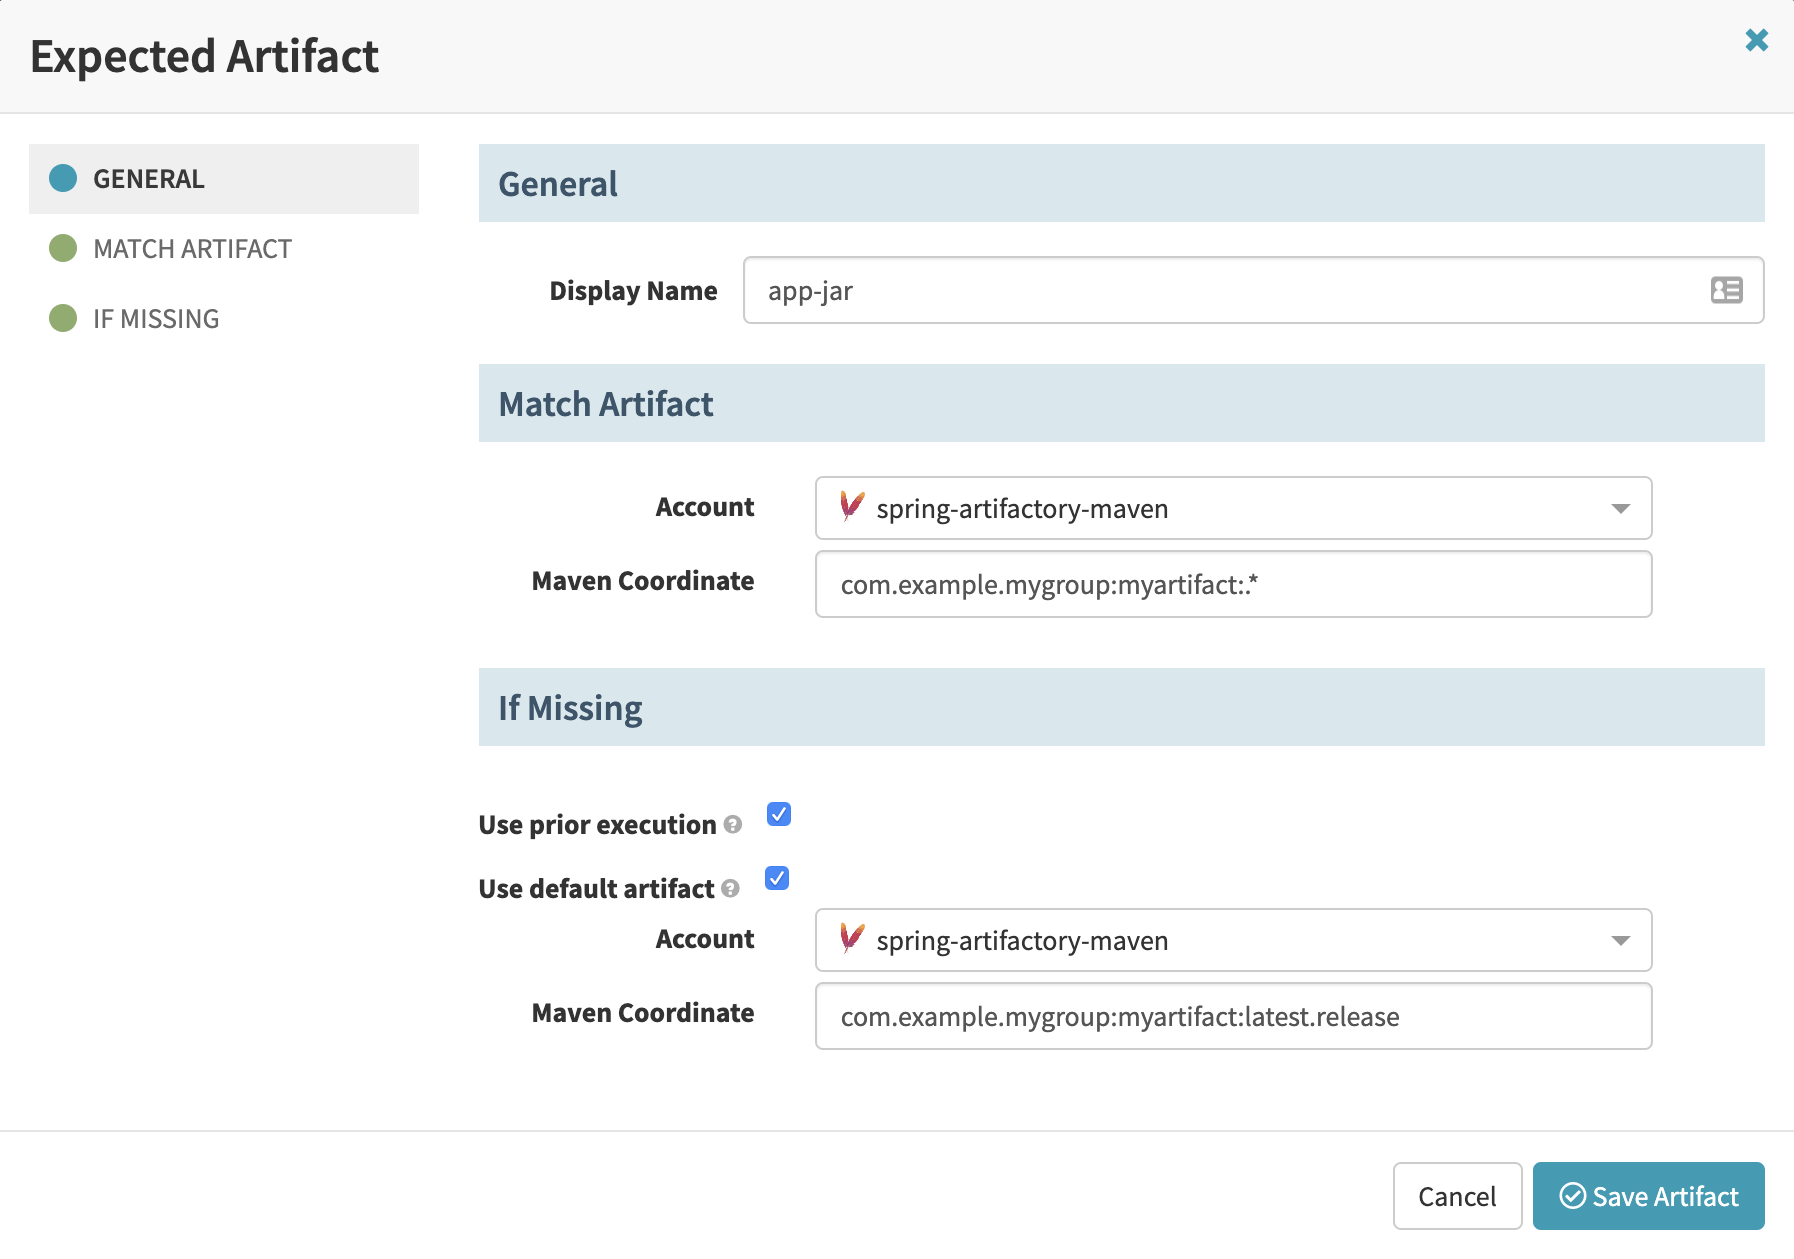 Expected Artifact
GENERAL
MATCH ARTIFACT
IF MISSING
General
Display Name
app-jar
Match Artifact
Account
spring-artifactory-maven
Maven Coordinate
com.example.mygroup:myartifact:.*
If Missing
Use prior execution ?
Use default artifact ?
Account
spring-artifactory-maven
Maven Coordinate
com.example.mygroup:myartifact:latest.release
Cancel
Save Artifact